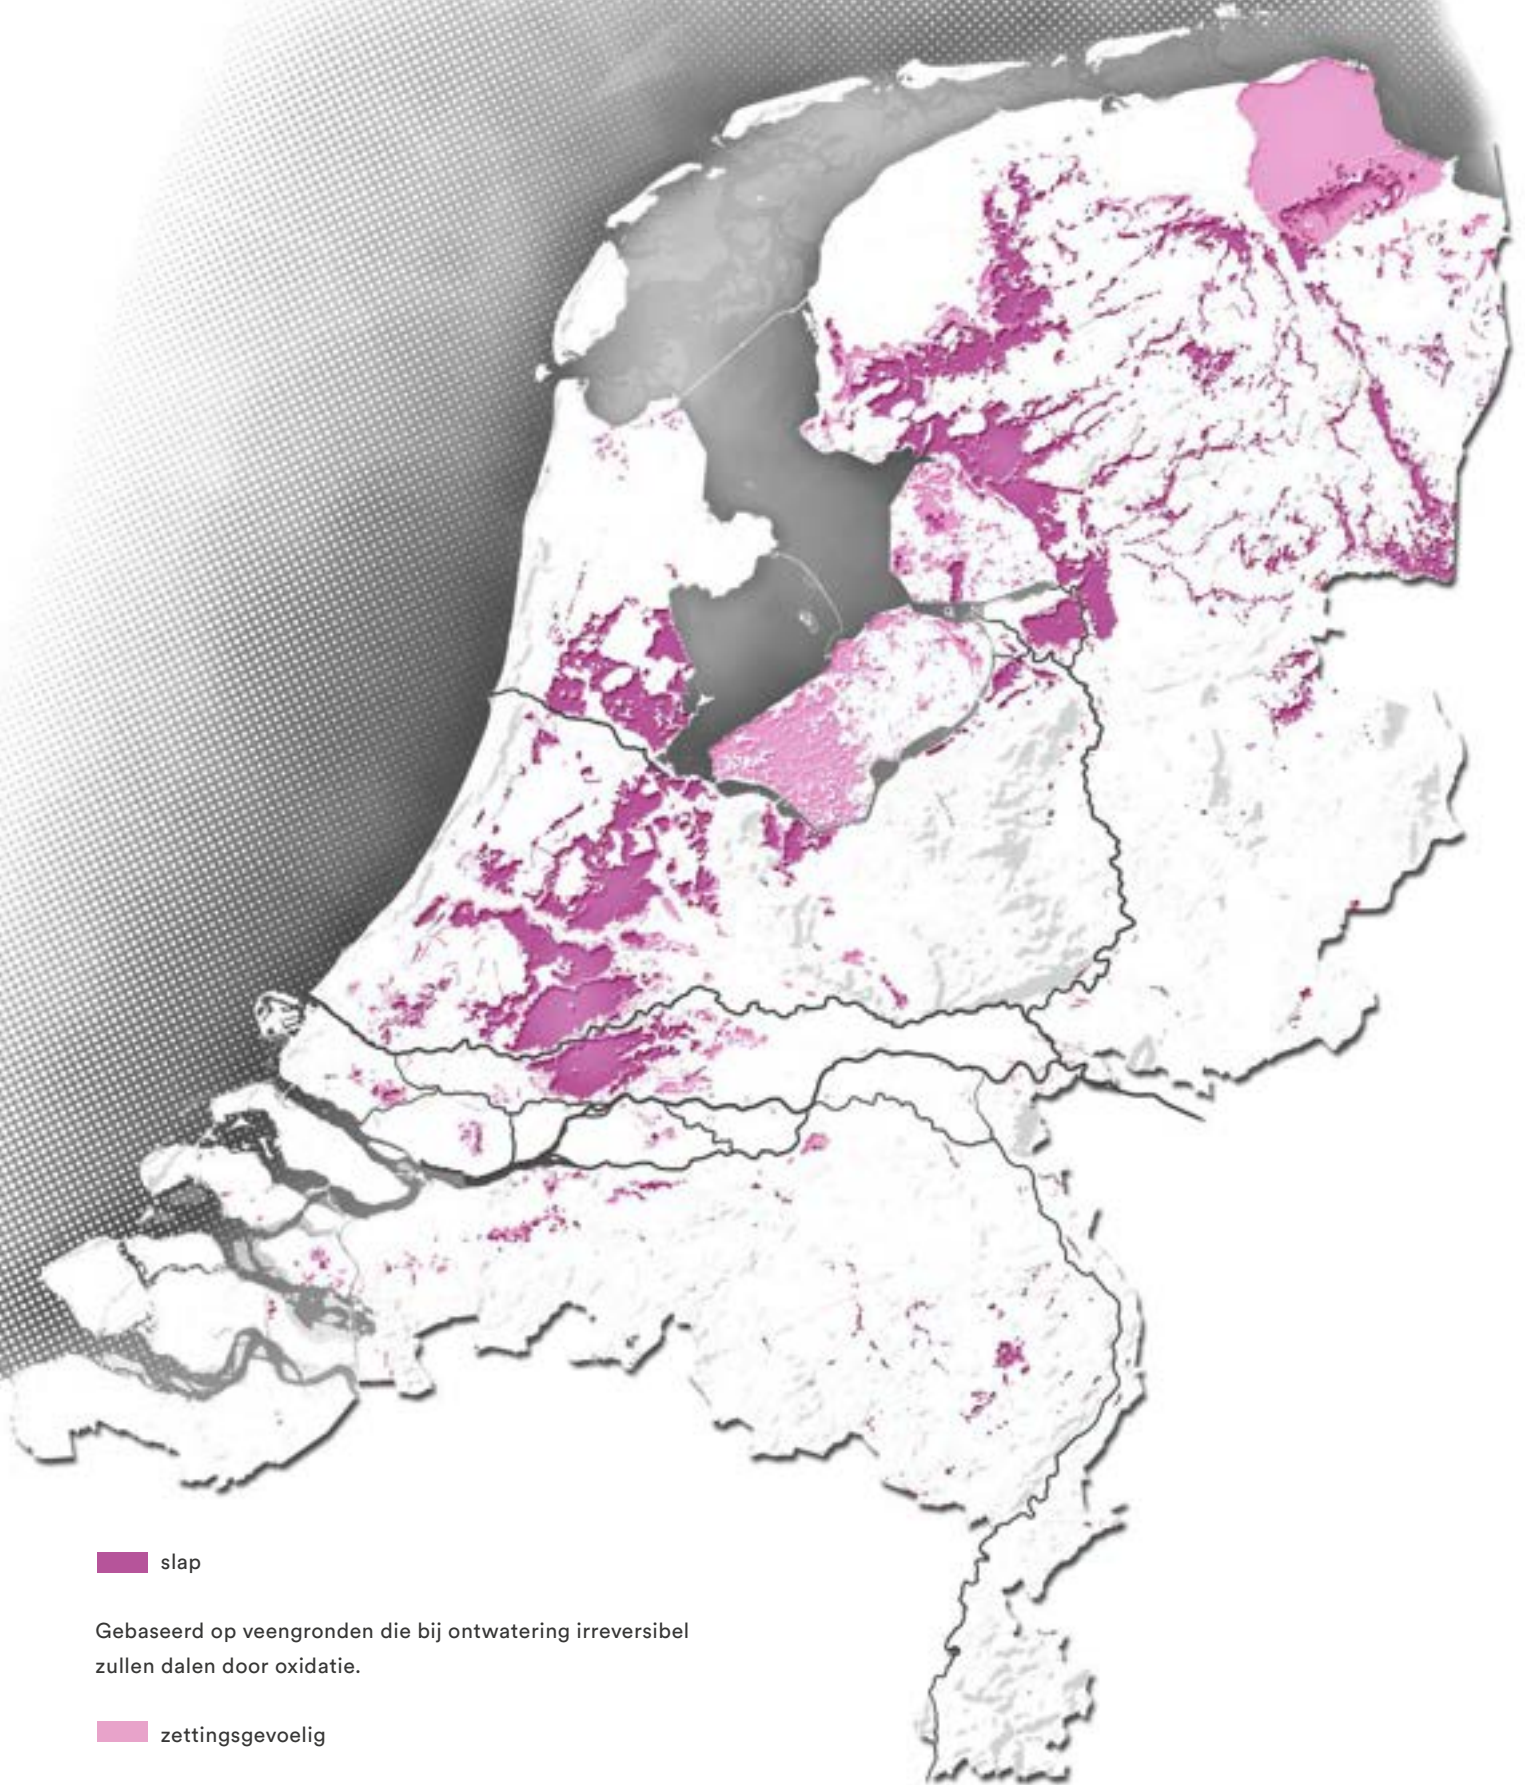 slap
Gebaseerd op veengronden die bij ontwatering irreversibel
zullen dalen door oxidatie.
zettingsgevoelig